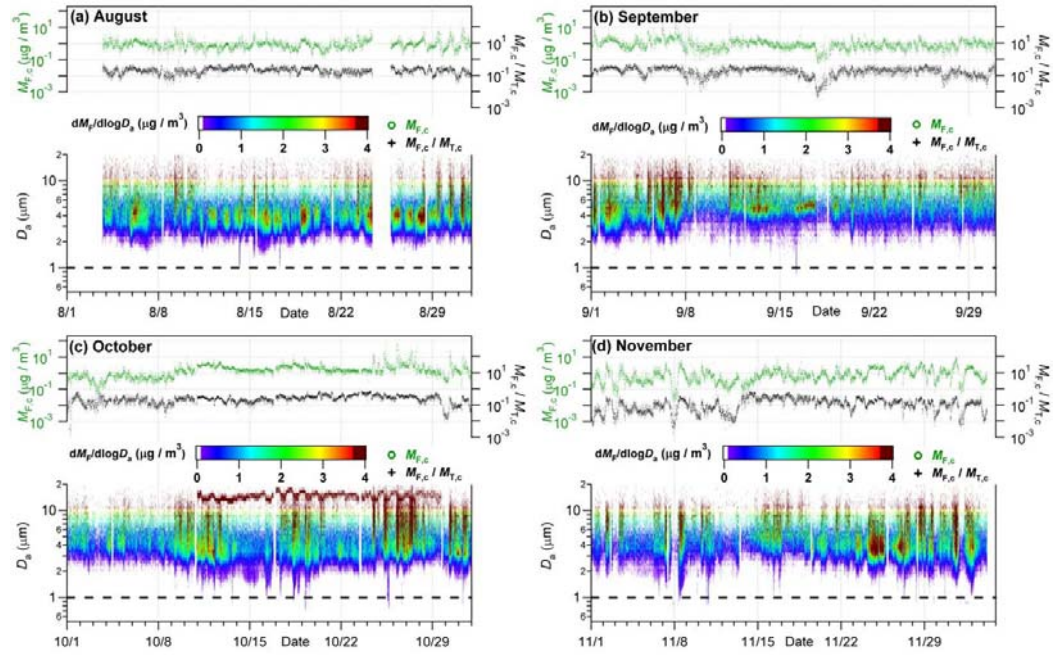 (a) August
M_F,c (μg / m³)
10¹
10⁻¹
10⁻³
10¹
10⁻¹
10⁻³
M_F,c / M_T,c
dM_F/dlogD_a (μg / m³)
0 1 2 3 4
M_F,c
M_F,c / M_T,c
D_a (μm)
2
10
6
4
2
1
6
8/1 8/8 8/15 Date 8/22 8/29
(b) September
M_F,c (μg / m³)
10¹
10⁻¹
10⁻³
10¹
10⁻¹
10⁻³
M_F,c / M_T,c
dM_F/dlogD_a (μg / m³)
0 1 2 3 4
M_F,c
M_F,c / M_T,c
D_a (μm)
2
10
6
4
2
1
6
9/1 9/8 9/15 Date 9/22 9/29
(c) October
M_F,c (μg / m³)
10¹
10⁻¹
10⁻³
10¹
10⁻¹
10⁻³
M_F,c / M_T,c
dM_F/dlogD_a (μg / m³)
0 1 2 3 4
M_F,c
M_F,c / M_T,c
D_a (μm)
2
10
6
4
2
1
6
10/1 10/8 10/15 Date 10/22 10/29
(d) November
M_F,c (μg / m³)
10¹
10⁻¹
10⁻³
10¹
10⁻¹
10⁻³
M_F,c / M_T,c
dM_F/dlogD_a (μg / m³)
0 1 2 3 4
M_F,c
M_F,c / M_T,c
D_a (μm)
2
10
6
4
2
1
6
11/1 11/8 11/15 Date 11/22 11/29